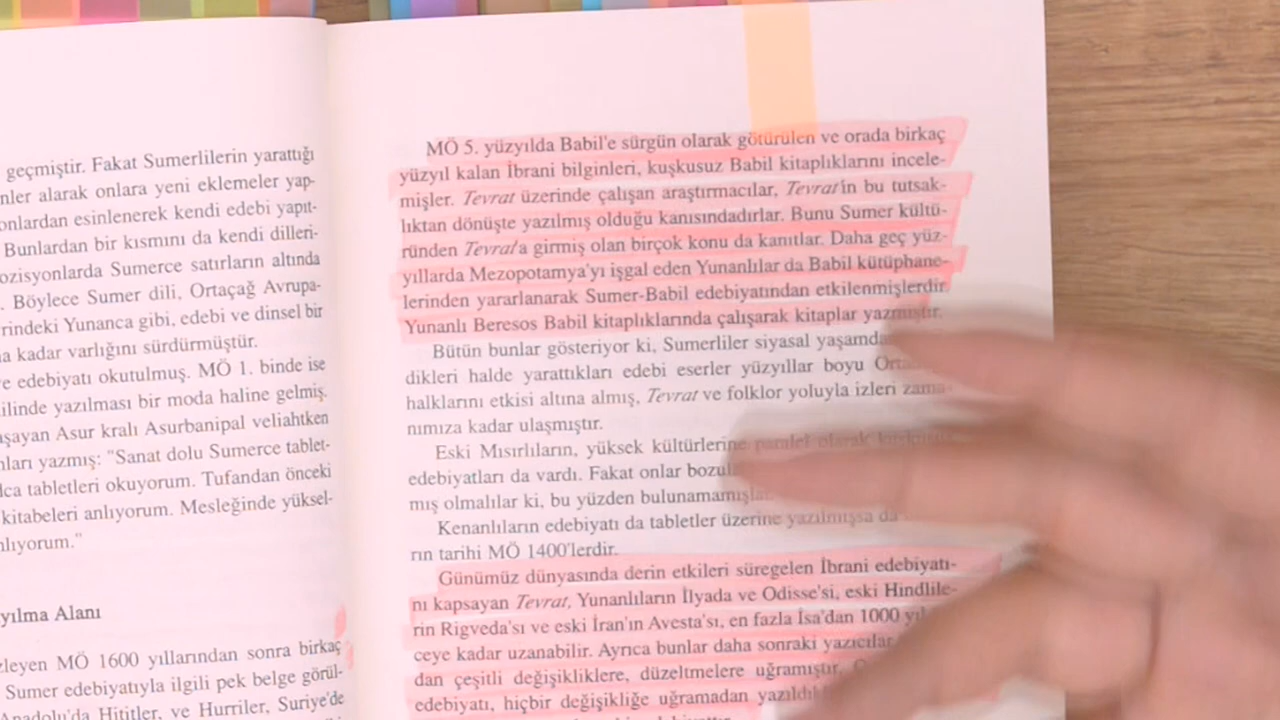 geçmiştir. Fakat Sumerlilerin yarattığı
nler alarak onlara yeni eklemeler yap-
onlardan esinlenerek kendi edebi yapıt-
Bunlardan bir kısmını da kendi dilleri-
ozisyonlarda Sumerce satırların altında
. Böylece Sumer dili, Ortaçağ Avrupa-
rindeki Yunanca gibi, edebi ve dinsel bir
a kadar varlığını sürdürmüştür.
e edebiyatı okutulmuş. MÖ 1. binde ise
ilinde yazılması bir moda haline gelmiş.
aşayan Asur kralı Asurbanipal veliahtken
nları yazmış: "Sanat dolu Sumerce tablet-
lca tabletleri okuyorum. Tufandan önceki
kitabeleri anlıyorum. Mesleğinde yüksel-
nlıyorum."
yılma Alanı
zleyen MÖ 1600 yıllarından sonra birkaç
Sumer edebiyatıyla ilgili pek belge görül-
Anadolu'da Hititler, ve Hurriler, Suriye'de
MÖ 5. yüzyılda Babil'e sürgün olarak götürülen ve orada birkaç
yüzyıl kalan İbrani bilginleri, kuşkusuz Babil kitaplıklarını incele-
mişler. Tevrat üzerinde çalışan araştırmacılar, Tevrat'in bu tutsak-
lıktan dönüşte yazılmış olduğu kanısındadırlar. Bunu Sumer kültü-
ründen Tevrat'a girmiş olan birçok konu da kanıtlar. Daha geç yüz-
yıllarda Mezopotamya'yı işgal eden Yunanlılar da Babil kütüphane-
lerinden yararlanarak Sumer-Babil edebiyatından etkilenmişlerdir.
Yunanlı Beresos Babil kitaplıklarında çalışarak kitaplar yazmıştır.
Bütün bunlar gösteriyor ki, Sumerliler siyasal yaşamda
dikleri halde yarattıkları edebi eserler yüzyıllar boyu
halklarını etkisi altına almış, Tevrat ve folklor yoluyla izleri zama-
nımıza kadar ulaşmıştır.
Eski Mısırlıların, yüksek kültürlerine paralel olarak
edebiyatları da vardı. Fakat onlar
mış olmalılar ki, bu yüzden
Kenanlıların edebiyatı da tabletler üzerine yazılmışsa da
rın tarihi MÖ 1400'lerdir.
Günümüz dünyasında derin etkileri süregelen İbrani edebiyatı-
nı kapsayan Tevrat, Yunanlıların İlyada ve Odisse'si, eski Hindlile-
rin Rigveda'sı ve eski İran'ın Avesta'sı, en fazla İsa'dan 1000 yıl
ceye kadar uzanabilir. Ayrıca bunlar daha sonraki yazıcılar
dan çeşitli değişikliklere, düzeltmelere uğramıştır.
edebiyatı, hiçbir değişikliğe uğramadan